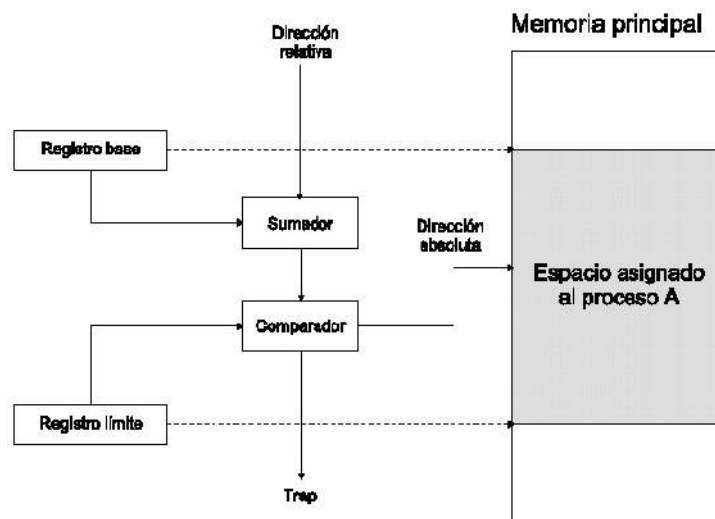 Memoria principal
Dirección
relativa
Registro base
Sumador
Dirección
absoluta
Espacio asignado
al proceso A
Comparador
Registro límite
Trap